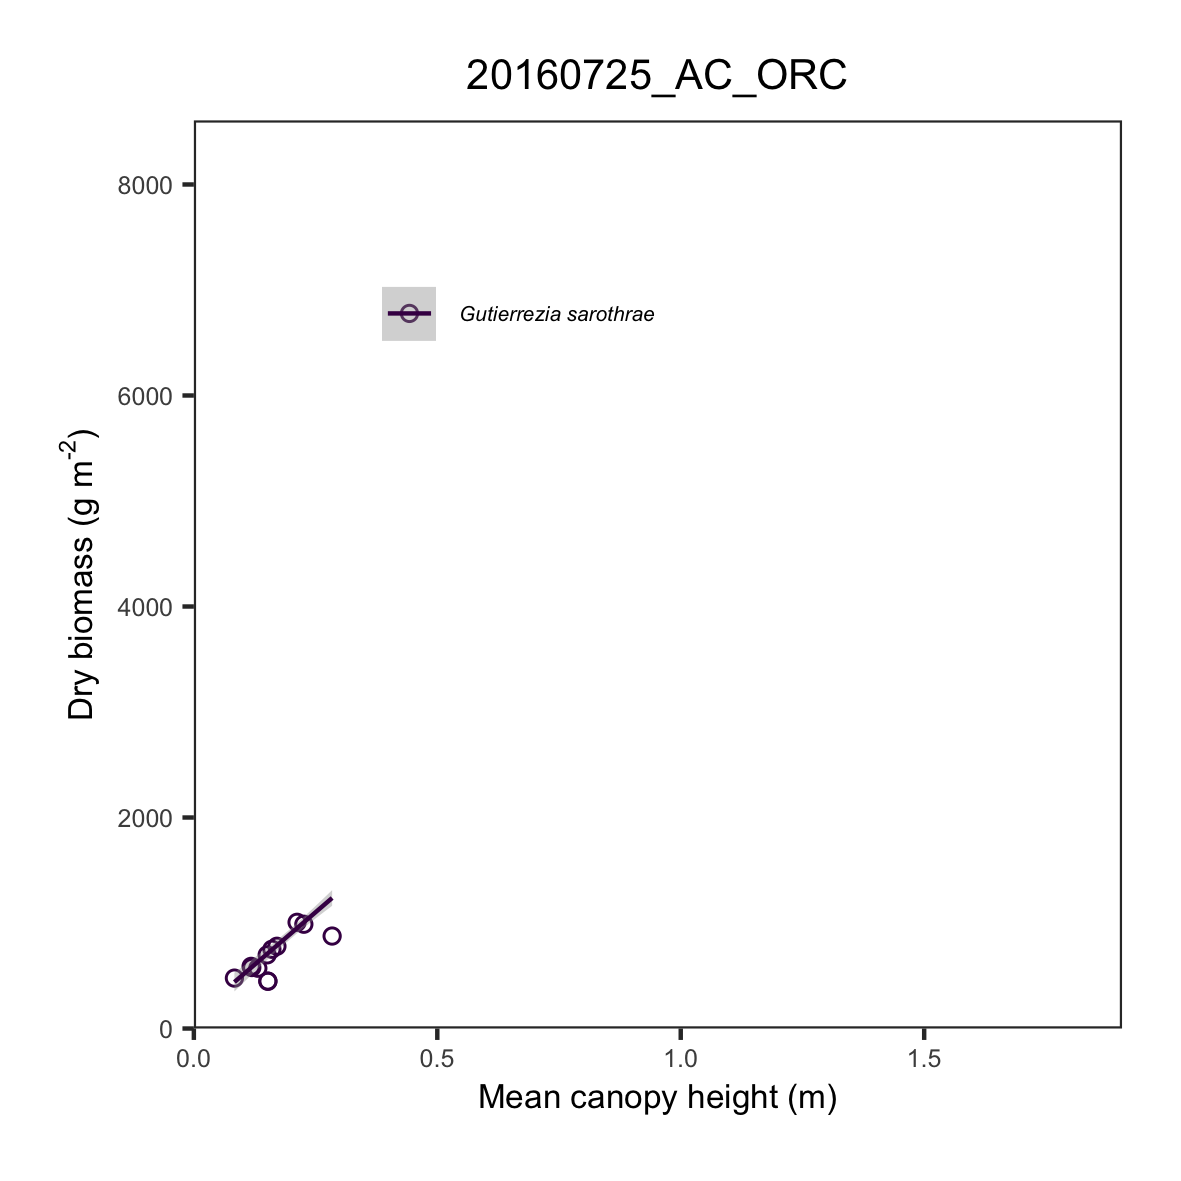 20160725_AC_ORC
8000
6000
4000
2000
0
Dry biomass (g m⁻²)
Gutierrezia sarothrae
0.0 0.5 1.0 1.5
Mean canopy height (m)